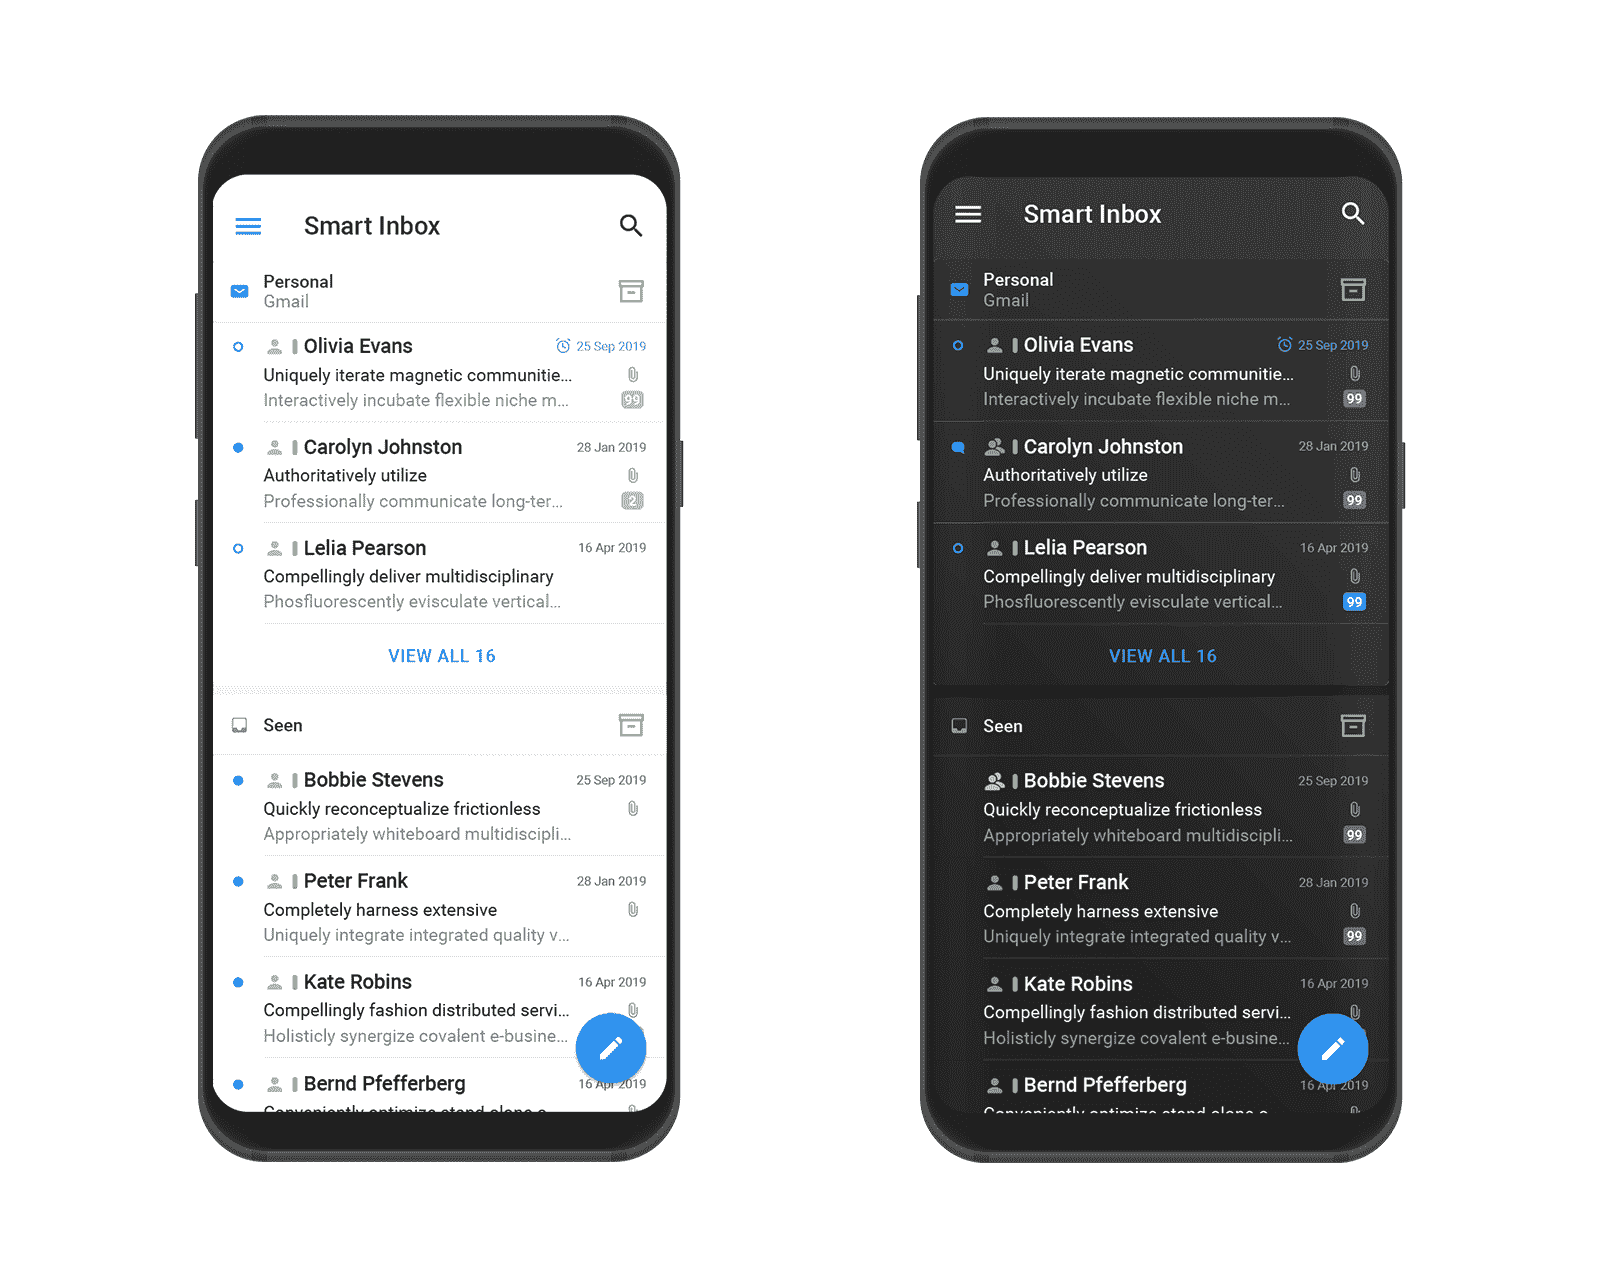 Smart Inbox
Personal
Gmail
Olivia Evans 25 Sep 2019
Uniquely iterate magnetic communitie...
Interactively incubate flexible niche m... 99
Carolyn Johnston 28 Jan 2019
Authoritatively utilize
Professionally communicate long-ter... 2
Lelia Pearson 16 Apr 2019
Compellingly deliver multidisciplinary
Phosfluorescently evisculate vertical...
VIEW ALL 16
Seen
Bobbie Stevens 25 Sep 2019
Quickly reconceptualize frictionless
Appropriately whiteboard multidiscipli...
Peter Frank 28 Jan 2019
Completely harness extensive
Uniquely integrate integrated quality v...
Kate Robins 16 Apr 2019
Compellingly fashion distributed servi...
Holisticly synergize covalent e-busine...
Bernd Pfefferberg 16 Apr 2019
Conveniently optimize stand alone e
Smart Inbox
Personal
Gmail
Olivia Evans 25 Sep 2019
Uniquely iterate magnetic communitie...
Interactively incubate flexible niche m... 99
Carolyn Johnston 28 Jan 2019
Authoritatively utilize
Professionally communicate long-ter... 99
Lelia Pearson 16 Apr 2019
Compellingly deliver multidisciplinary
Phosfluorescently evisculate vertical... 99
VIEW ALL 16
Seen
Bobbie Stevens 25 Sep 2019
Quickly reconceptualize frictionless
Appropriately whiteboard multidiscipli... 99
Peter Frank 28 Jan 2019
Completely harness extensive
Uniquely integrate integrated quality v... 99
Kate Robins 16 Apr 2019
Compellingly fashion distributed servi...
Holisticly synergize covalent e-busine...
Bernd Pfefferberg 16 Apr 2019
Conveniently optimize stand alone e